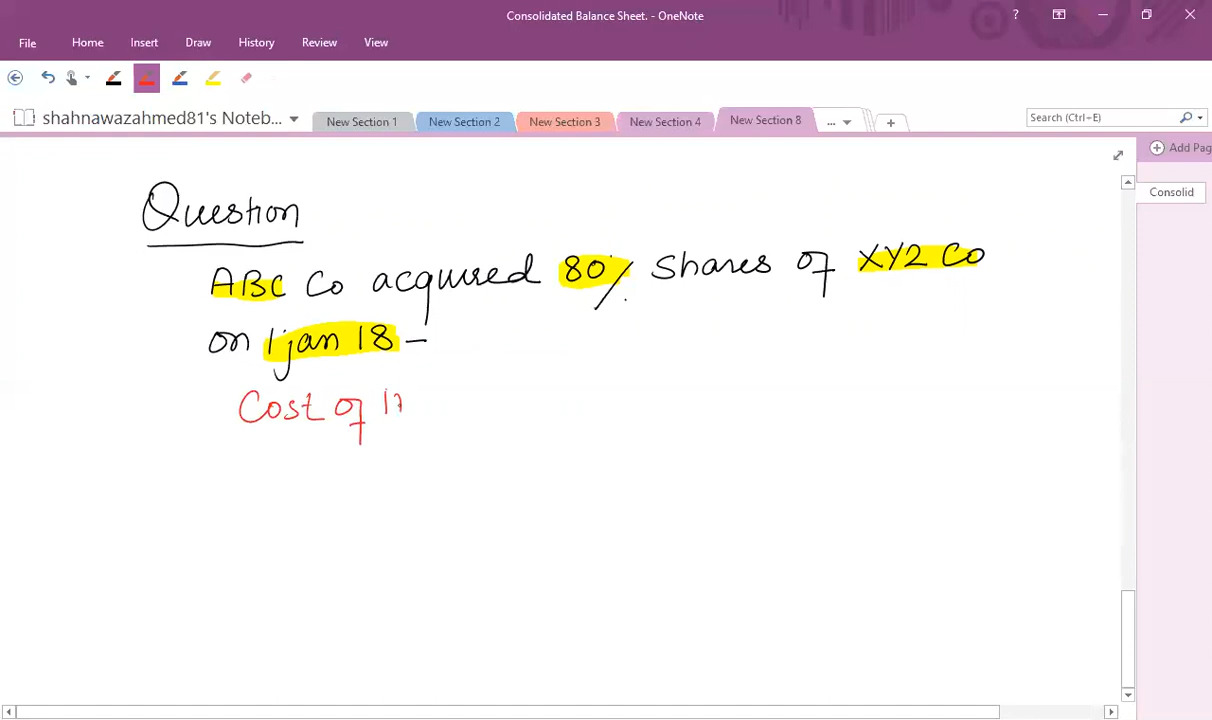 Consolidated Balance Sheet. - OneNote
?
File Home Insert Draw History Review View
shahnawazahmed81's Noteb... New Section 1 New Section 2 New Section 3 New Section 4 New Section 8 ... + Search (Ctrl+E)
Add Pag
Consolid
Question
ABC Co acquired 80% shares of XYZ Co
on 1 jan 18 -
Cost of